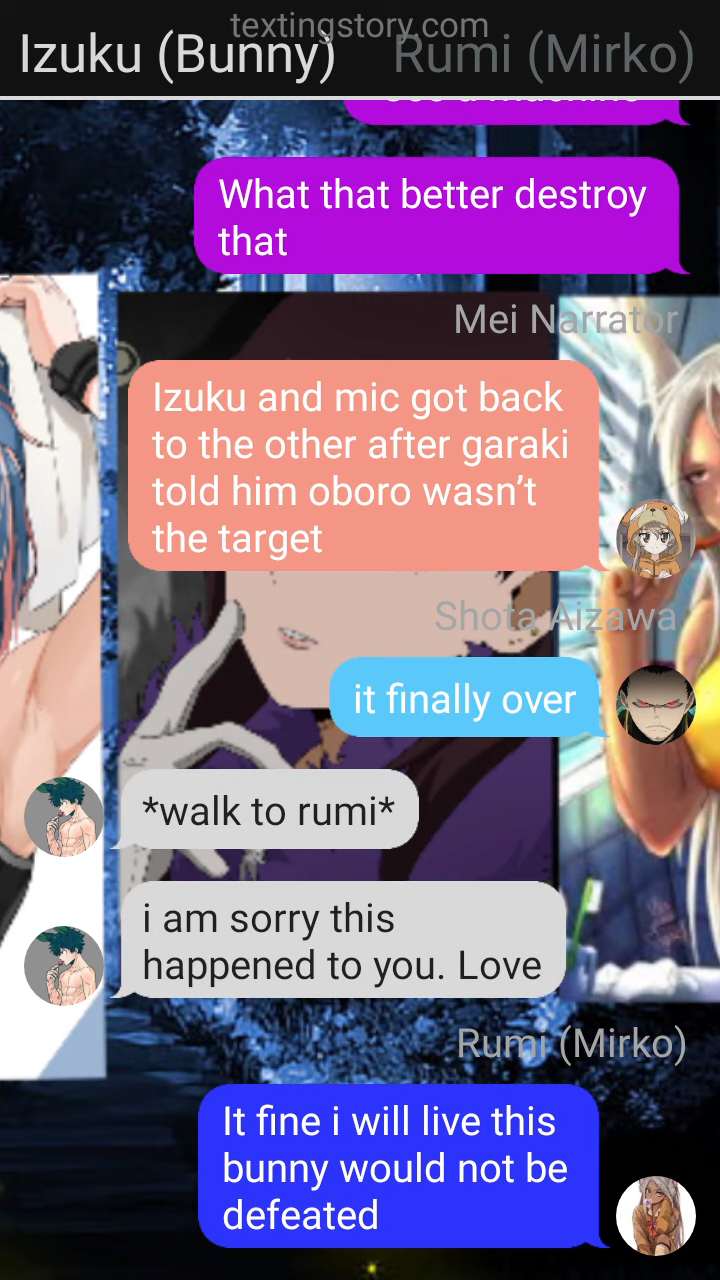 textingstory.com
Izuku (Bunny) Rumi (Mirko)
What that better destroy
that
Mei Narrator
Izuku and mic got back
to the other after garaki
told him oboro wasn’t
the target
Shota Aizawa
it finally over
*walk to rumi*
i am sorry this
happened to you. Love
Rumi (Mirko)
It fine i will live this
bunny would not be
defeated